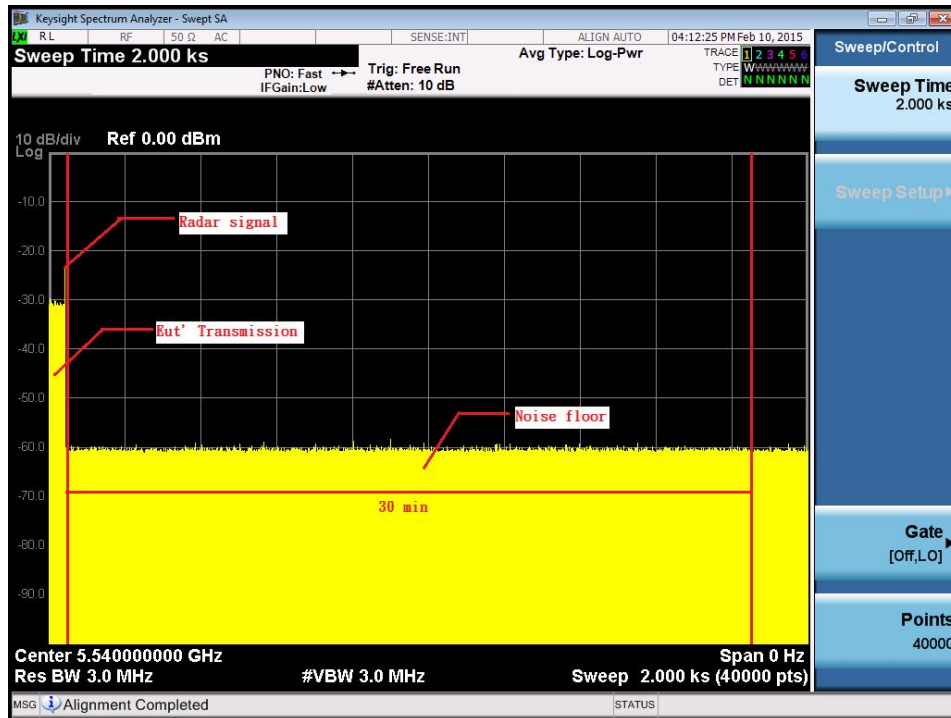 Keysight Spectrum Analyzer - Swept SA
LXI RL RF 50 Ω AC SENSE:INT ALIGN AUTO 04:12:25 PM Feb 10, 2015
Sweep Time 2.000 ks
PNO: Fast
IFGain:Low
Trig: Free Run
#Atten: 10 dB
Avg Type: Log-Pwr
TRACE 1 2 3 4 5 6
TYPE WWWWWW
DET N N N N N N
10 dB/div
Log
Ref 0.00 dBm
-10.0
-20.0
-30.0
-40.0
-50.0
-60.0
-70.0
-80.0
-90.0
Radar signal
Eut' Transmission
Noise floor
30 min
Center 5.540000000 GHz
Res BW 3.0 MHz
#VBW 3.0 MHz
Span 0 Hz
Sweep 2.000 ks (40000 pts)
MSG Alignment Completed
STATUS
Sweep/Control
Sweep Time
2.000 ks
Sweep Setup
Gate
[Off,LO]
Points
40000